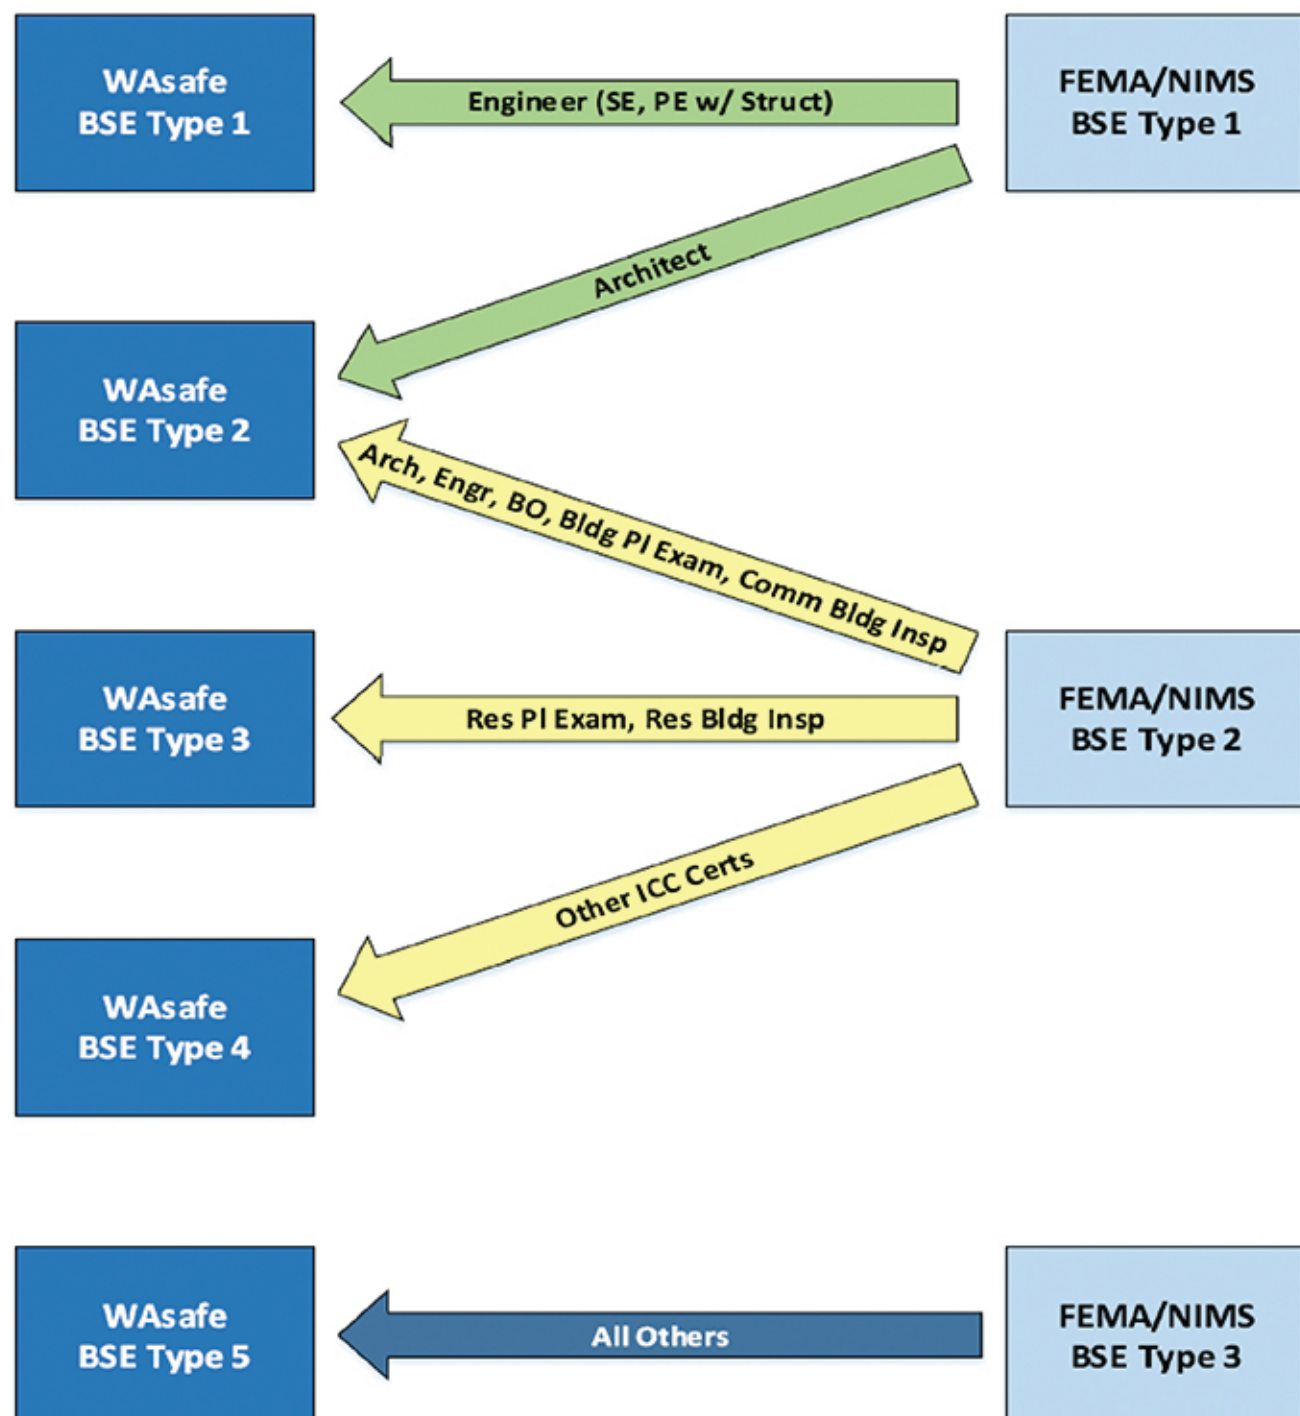 WAsafe
BSE Type 1
Engineer (SE, PE w/ Struct)
FEMA/NIMS
BSE Type 1
Architect
WAsafe
BSE Type 2
Arch, Engr, BO, Bldg Pl Exam, Comm Bldg Insp
WAsafe
BSE Type 3
Res Pl Exam, Res Bldg Insp
FEMA/NIMS
BSE Type 2
Other ICC Certs
WAsafe
BSE Type 4
WAsafe
BSE Type 5
All Others
FEMA/NIMS
BSE Type 3